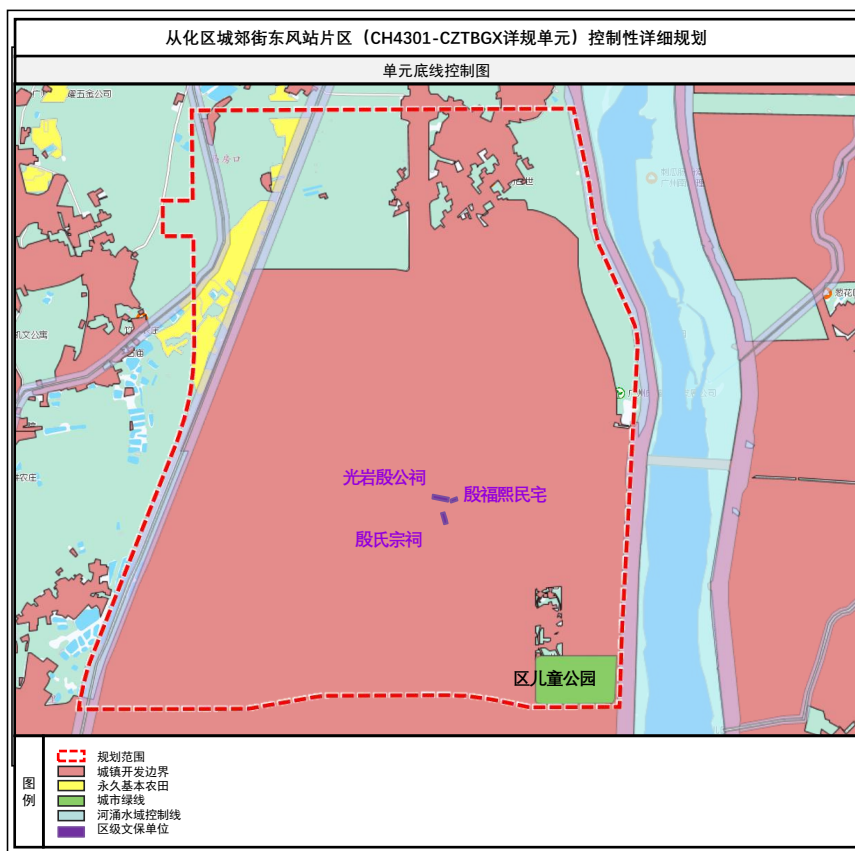 从化区城郊街东风站片区（CH4301-CZTBGX详规单元）控制性详细规划
单元底线控制图
五金公司
光岩殷公祠
殷福熙民宅
殷氏宗祠
区儿童公园
图例
规划范围
城镇开发边界
永久基本农田
城市绿线
河涌水域控制线
区级文保单位